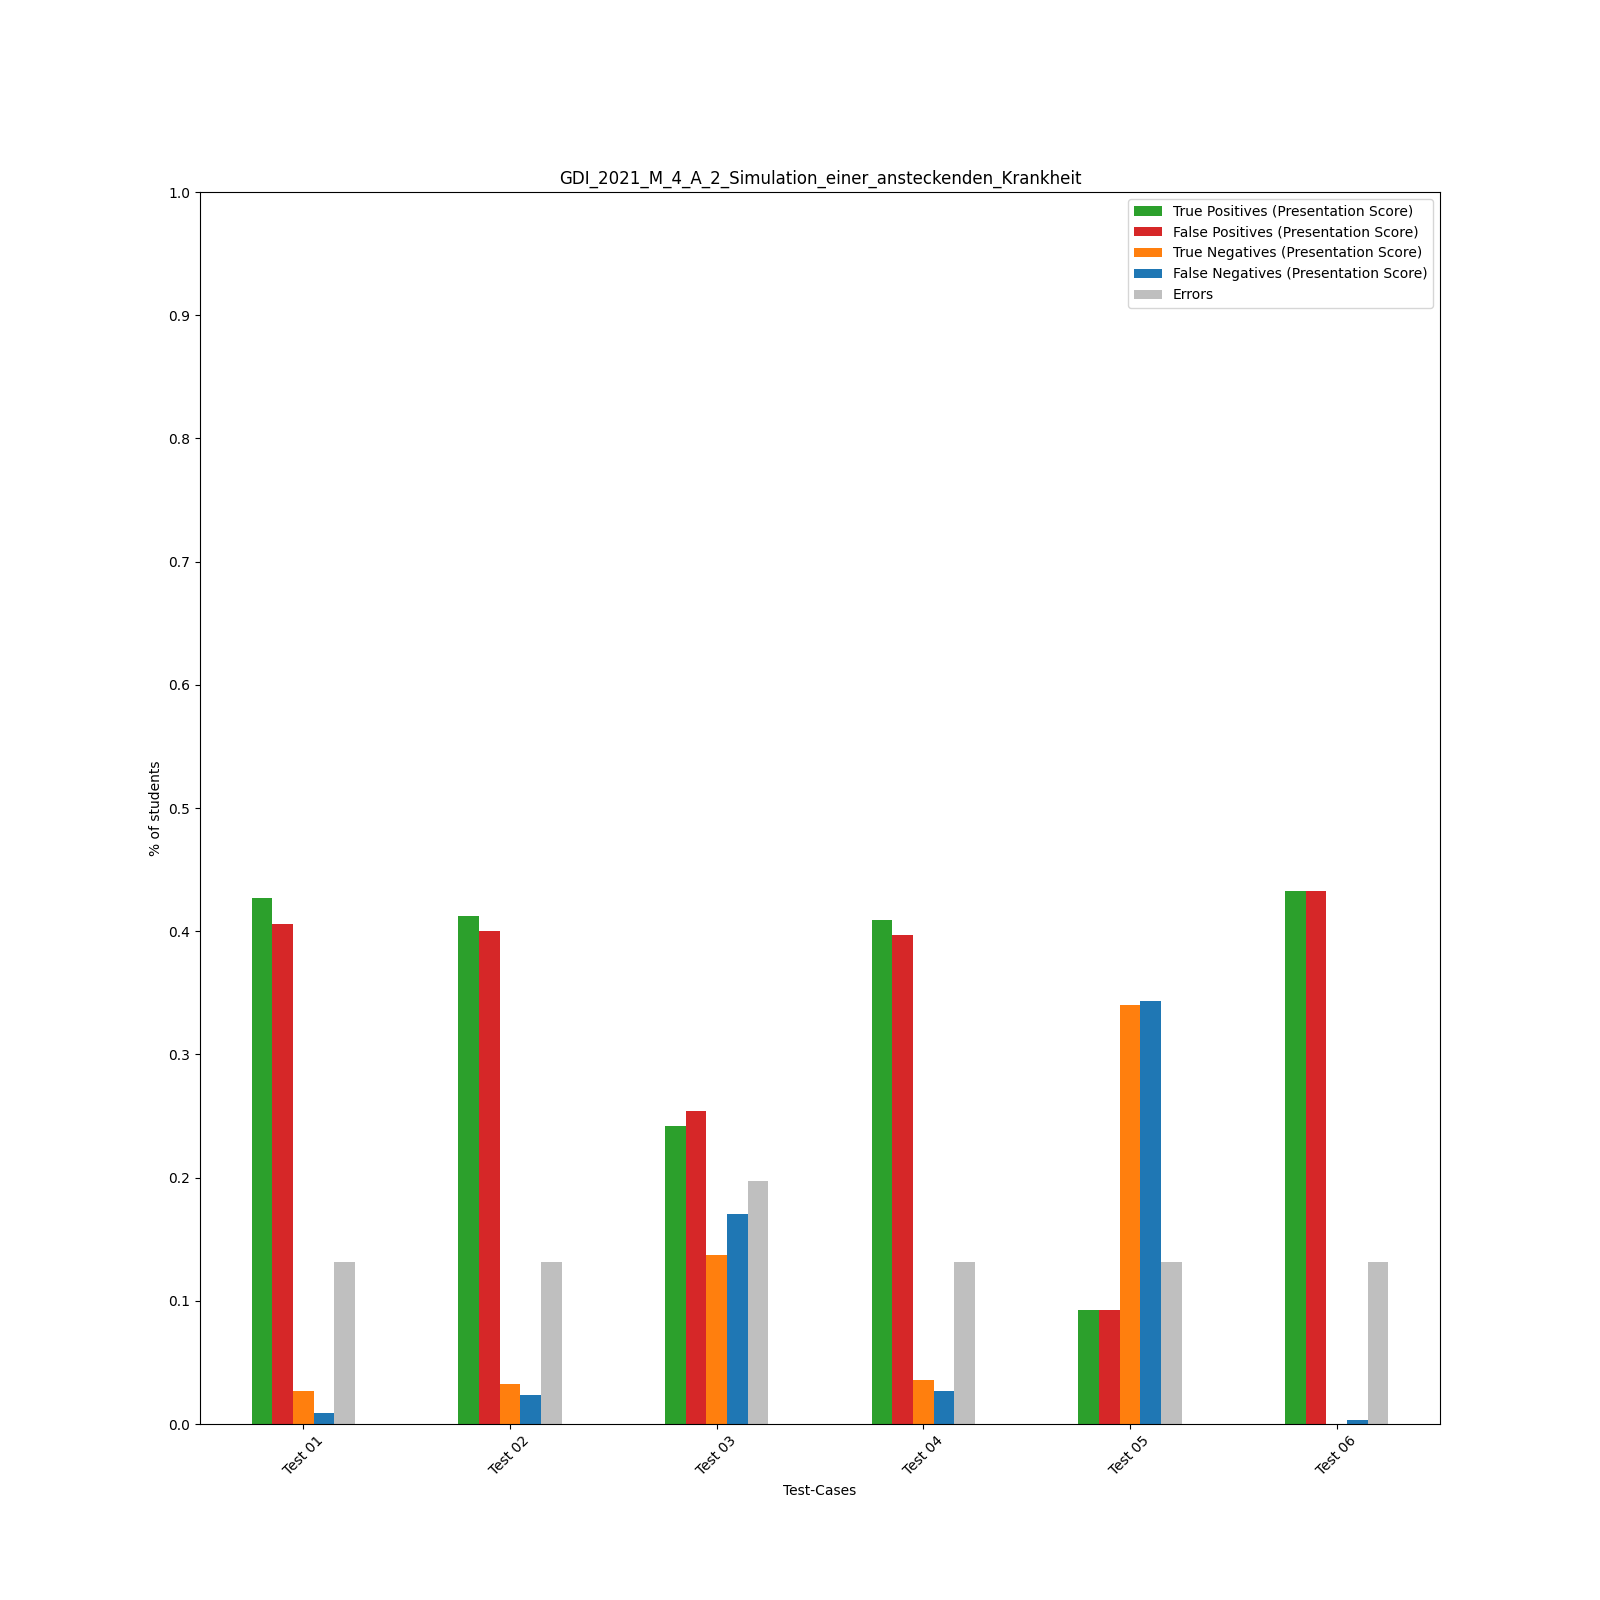 GDI_2021_M_4_A_2_Simulation_einer_ansteckenden_Krankheit
True Positives (Presentation Score)
False Positives (Presentation Score)
True Negatives (Presentation Score)
False Negatives (Presentation Score)
Errors
1.0
0.9
0.8
0.7
0.6
0.5
0.4
0.3
0.2
0.1
0.0
% of students
Test 01
Test 02
Test 03
Test 04
Test 05
Test 06
Test-Cases